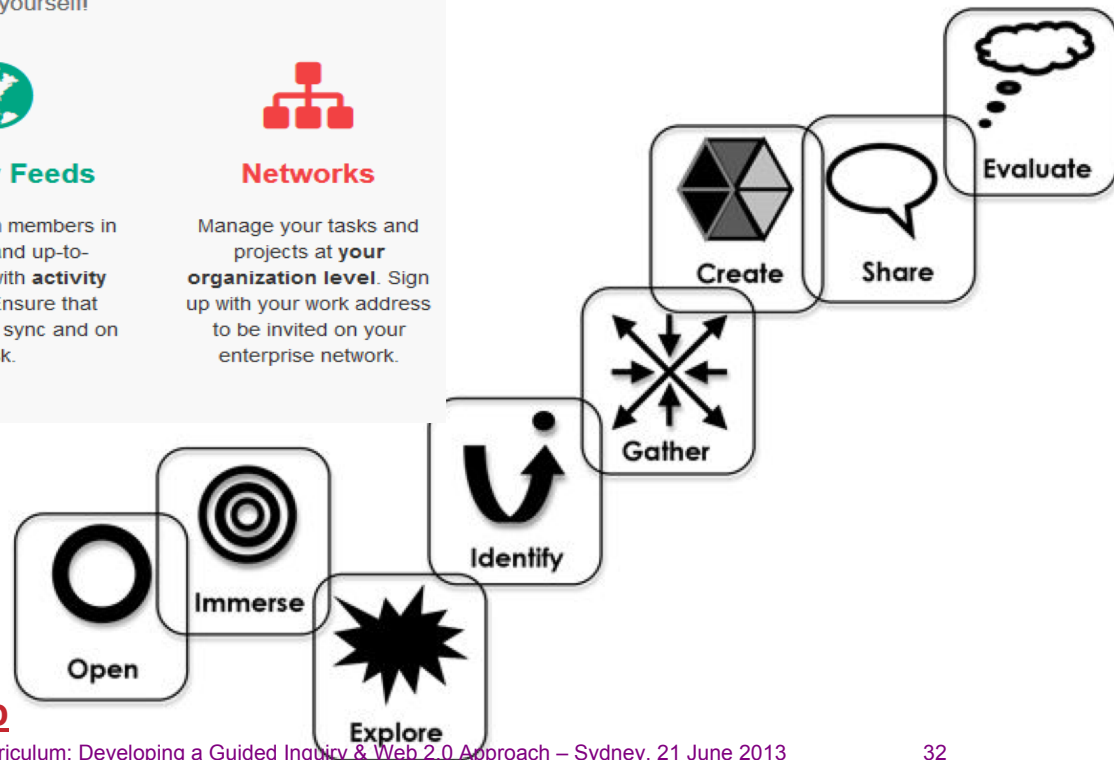 yourself!
Feeds
members in
and up-to-
with activity
Ensure that
sync and on
k.
Networks
Manage your tasks and
projects at your
organization level. Sign
up with your work address
to be invited on your
enterprise network.
Evaluate
Create
Share
Gather
Identify
Immerse
Open
Explore
riculum: Developing a Guided Inquiry & Web 2.0 Approach – Sydney, 21 June 2013
32